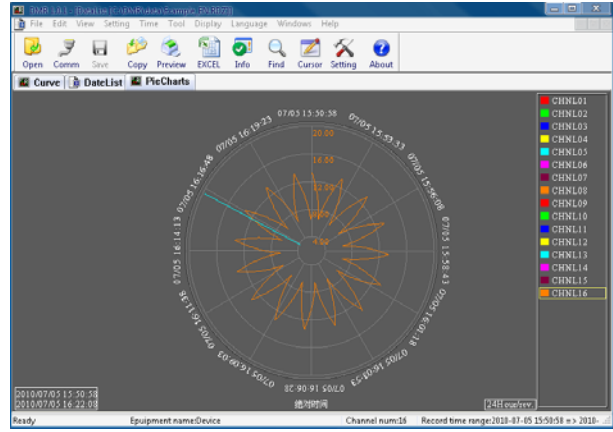 File Edit View Setting Time Tool Display Language Windows Help
Open Comm Save Copy Preview EXCEL Info Find Cursor Setting About
Curve DateList PieCharts
07/05 15:50:58
07/05 15:53:33
07/05 15:56:08
07/05 15:58:43
07/05 16:01:18
07/05 16:03:53
07/05 16:06:28
07/05 16:09:03
07/05 16:11:38
07/05 16:14:13
07/05 16:16:48
07/05 16:19:23
20.00
16.00
12.00
4.00
绝对时间
CHNL01
CHNL02
CHNL03
CHNL04
CHNL05
CHNL06
CHNL07
CHNL08
CHNL09
CHNL10
CHNL11
CHNL12
CHNL13
CHNL14
CHNL15
CHNL16
2010/07/05 15:50:58
2010/07/05 16:22:08
24Hour/rev.
Ready Epuipment name:Device Channel num:16 Record time range:2010-07-05 15:50:58 => 2010-